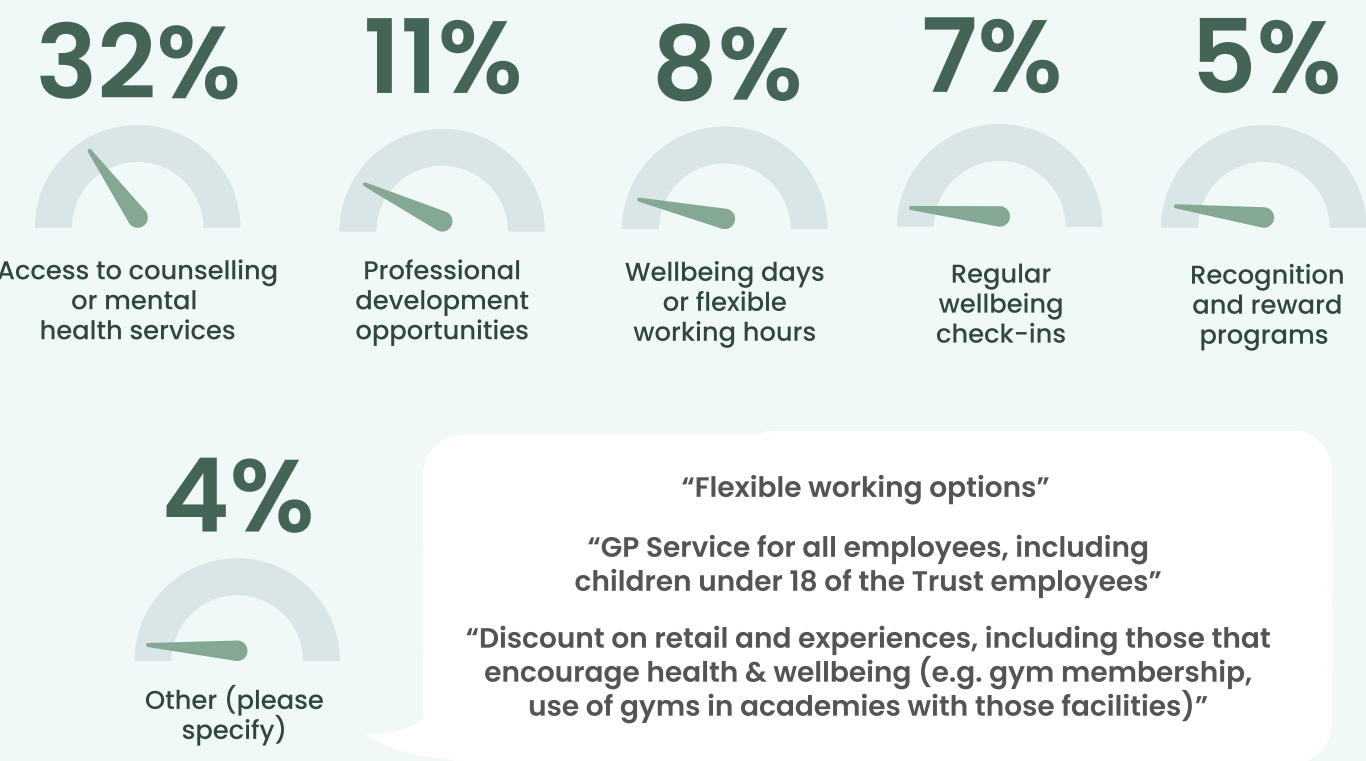 32%
Access to counselling
or mental
health services
11%
Professional
development
opportunities
8%
Wellbeing days
or flexible
working hours
7%
Regular
wellbeing
check-ins
5%
Recognition
and reward
programs
4%
Other (please
specify)
“Flexible working options”
“GP Service for all employees, including
children under 18 of the Trust employees”
“Discount on retail and experiences, including those that
encourage health & wellbeing (e.g. gym membership,
use of gyms in academies with those facilities)”